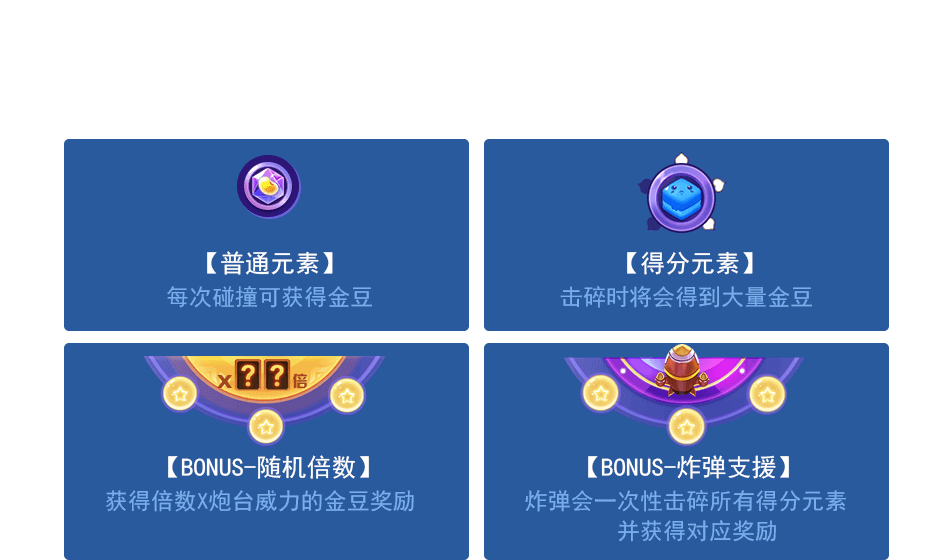 【普通元素】
每次碰撞可获得金豆
【得分元素】
击碎时将会得到大量金豆
X??倍
【BONUS-随机倍数】
获得倍数X炮台威力的金豆奖励
【BONUS-炸弹支援】
炸弹会一次性击碎所有得分元素
并获得对应奖励